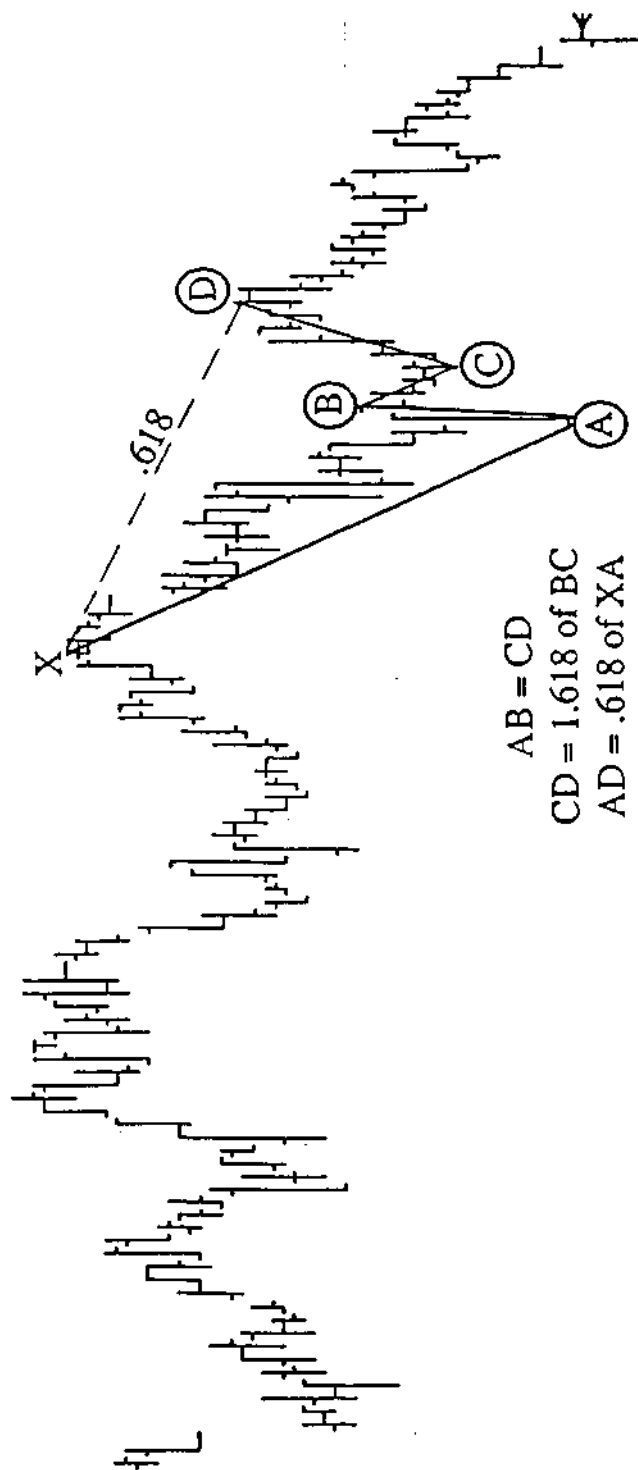 X
.618
D
B
C
A
AB = CD
CD = 1.618 of BC
AD = .618 of XA